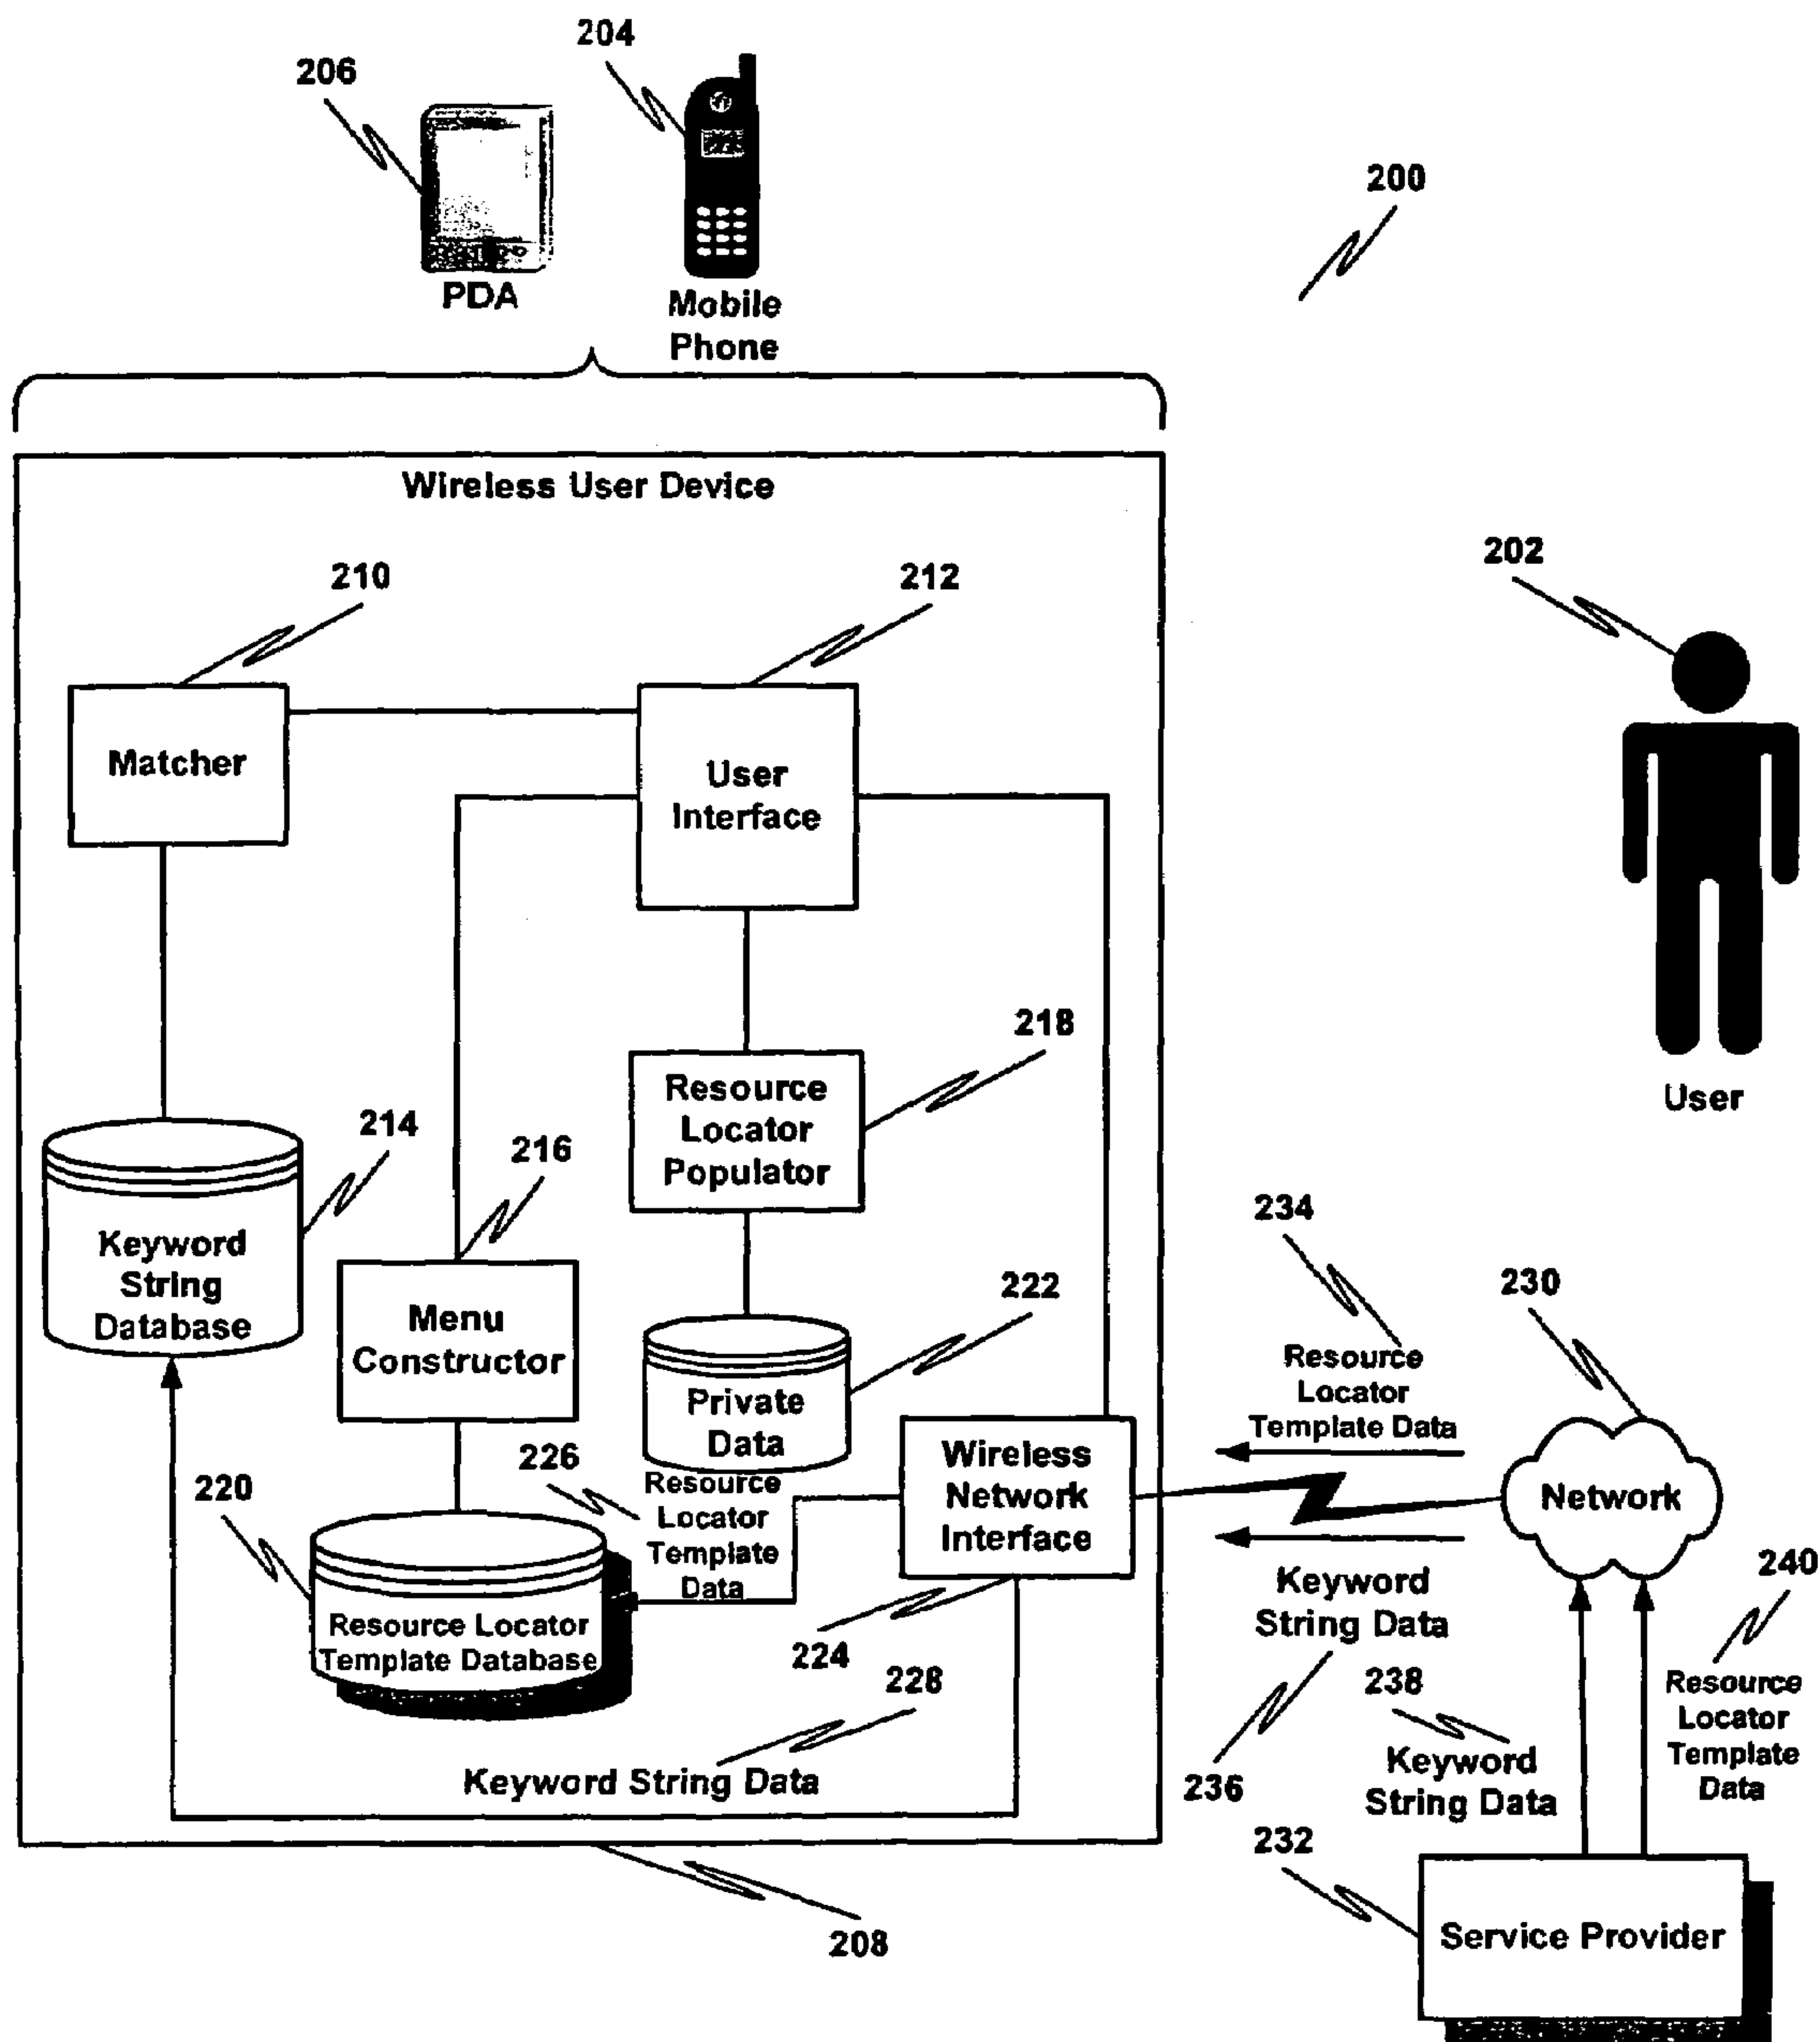 204
206
200
PDA
Mobile
Phone
Wireless User Device
202
210
212
Matcher
User
Interface
218
User
214
216
Resource
Locator
Populator
234
Keyword
String
Database
222
230
Menu
Constructor
Resource
Locator
Template Data
Private
Data
226
220
Resource
Locator
Template
Data
Wireless
Network
Interface
Network
240
Keyword
String Data
Resource Locator
Template Database
224
228
238
Resource
Locator
Template
Data
Keyword String Data
236
Keyword
String Data
232
208
Service Provider